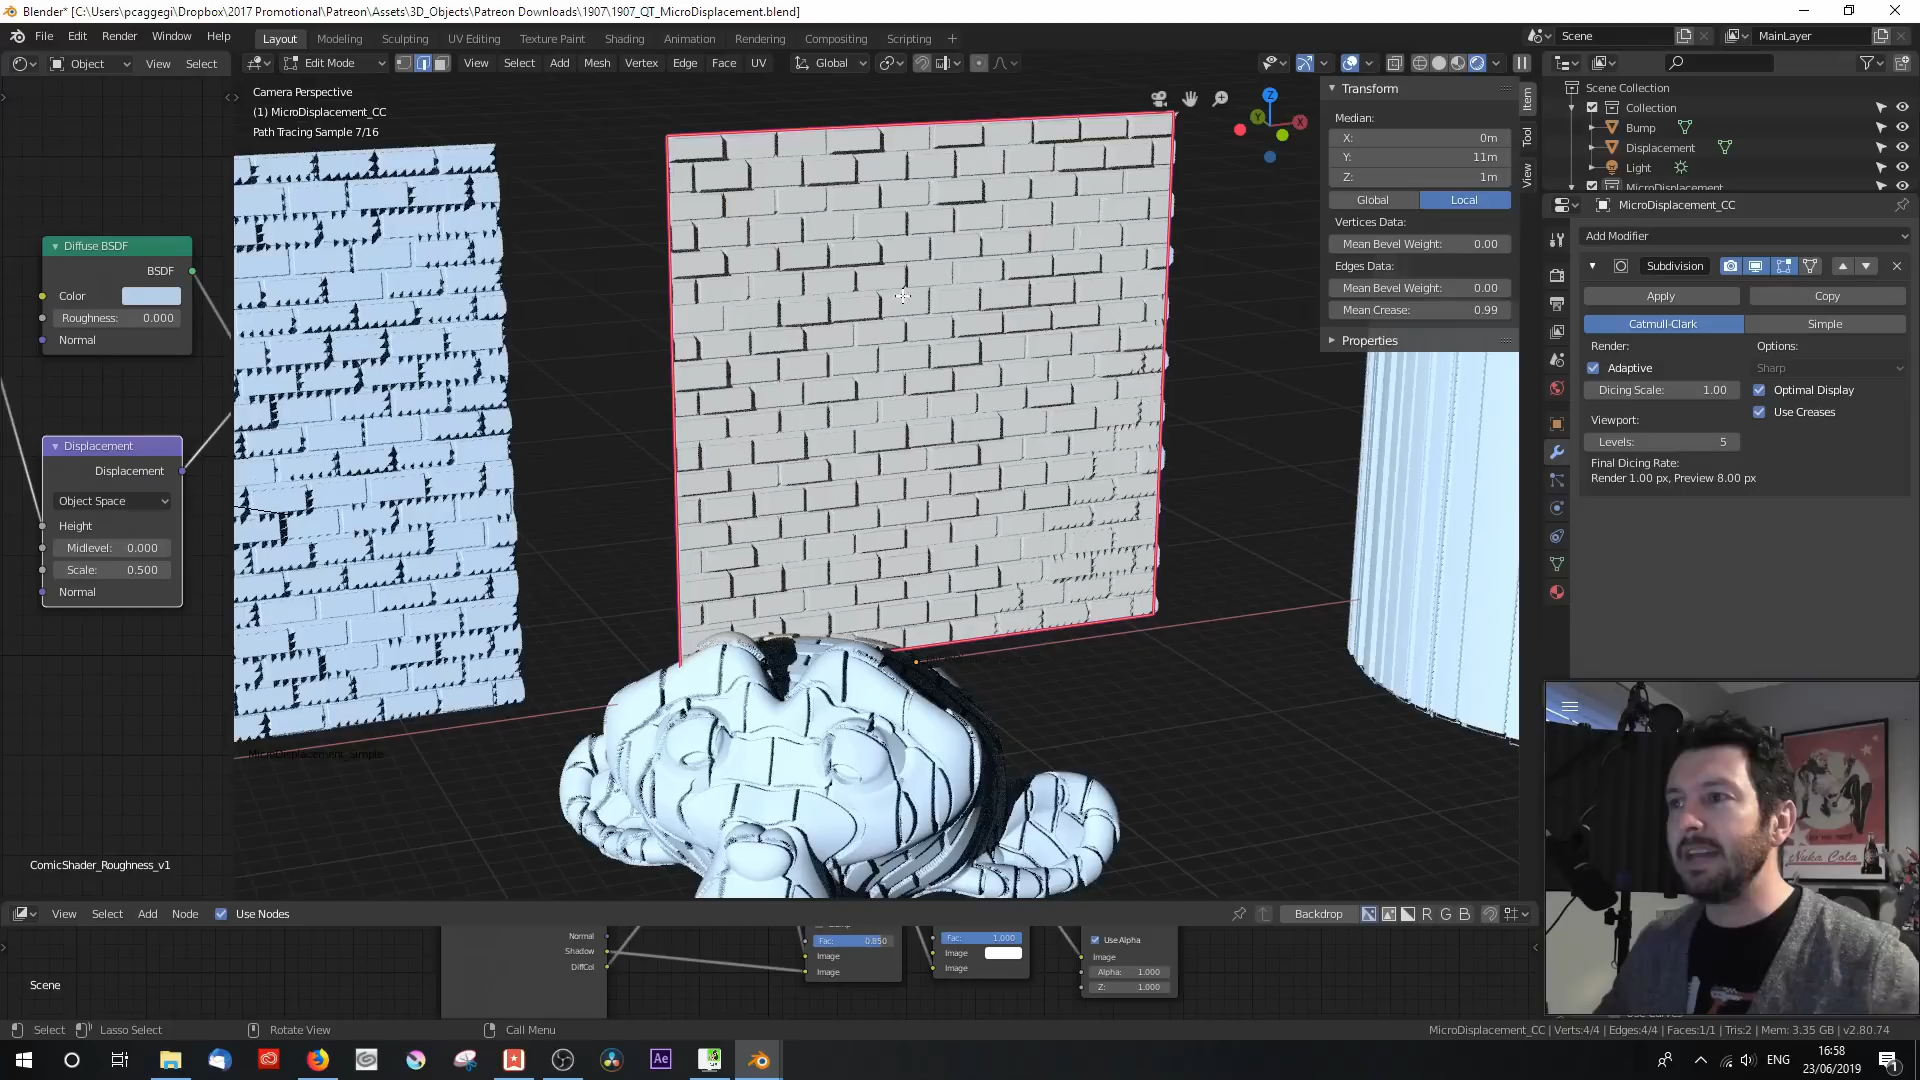 Blender* [C:\Users\pcaggegi\Dropbox\2017 Promotional\Patreon\Assets\3D_Objects\Patreon Downloads\1907\1907_QT_MicroDisplacement.blend]
File Edit Render Window Help
Layout Modeling Sculpting UV Editing Texture Paint Shading Animation Rendering Compositing Scripting +
Scene
MainLayer
Object View Select
Edit Mode View Select Add Mesh Vertex Edge Face UV Global
Camera Perspective
(1) MicroDisplacement_CC
Path Tracing Sample 7/16
Diffuse BSDF
BSDF
Color
Roughness: 0.000
Normal
Displacement
Displacement
Object Space
Height
Midlevel: 0.000
Scale: 0.500
Normal
ComicShader_Roughness_v1
MicroDisplacement_Simple
Z
Y
X
Transform
Median:
X: 0m
Y: 11m
Z: 1m
Global Local
Vertices Data:
Mean Bevel Weight: 0.00
Edges Data:
Mean Bevel Weight: 0.00
Mean Crease: 0.99
Properties
Item
Tool
View
Scene Collection
Collection
Bump
Displacement
Light
MicroDisplacement
MicroDisplacement_CC
Add Modifier
Subdivision
Apply Copy
Catmull-Clark Simple
Render: Options:
Adaptive Sharp
Dicing Scale: 1.00 Optimal Display
Use Creases
Viewport:
Levels: 5
Final Dicing Rate:
Render 1.00 px, Preview 8.00 px
Nuka Cola
View Select Add Node Use Nodes
Backdrop R G B
Normal
Shadow
DiffCol
Fac: 0.850
Image
Image
Fac: 1.000
Image
Image
Use Alpha
Image
Alpha: 1.000
Z: 1.000
Scene
Select Lasso Select Rotate View Call Menu
MicroDisplacement_CC | Verts:4/4 | Edges:4/4 | Faces:1/1 | Tris:2 | Mem: 3.35 GB | v2.80.74
Ae
ENG
16:58
23/06/2019
1